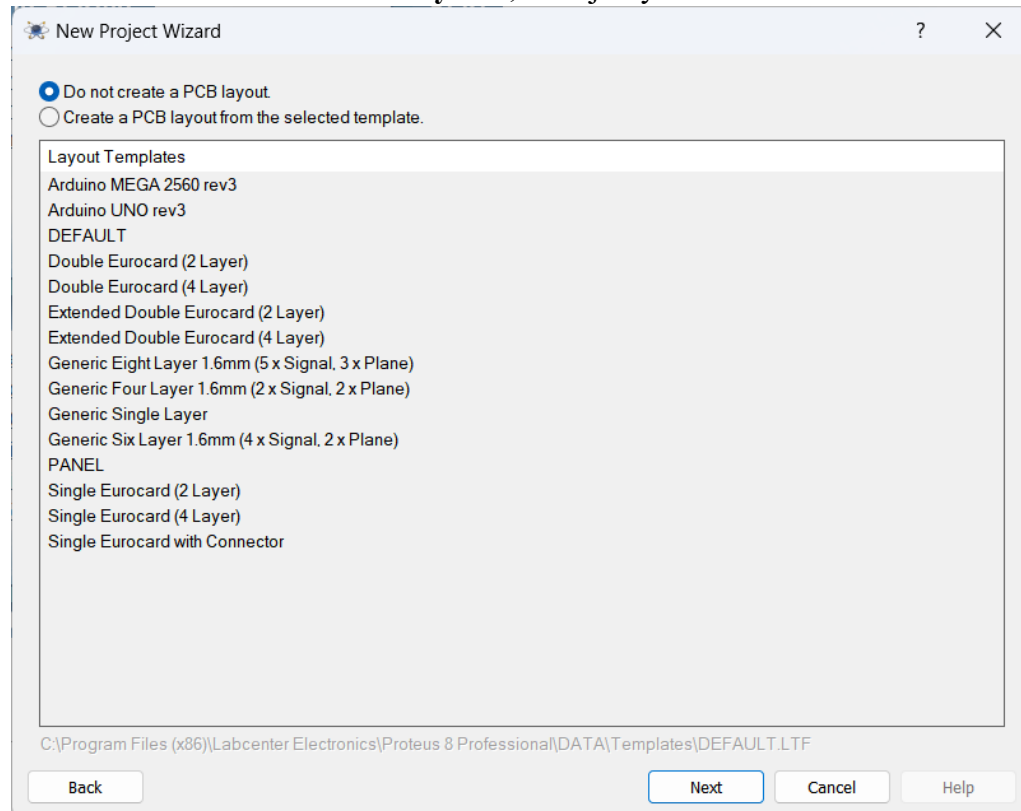 New Project Wizard ? X
Do not create a PCB layout.
Create a PCB layout from the selected template.
Layout Templates
Arduino MEGA 2560 rev3
Arduino UNO rev3
DEFAULT
Double Eurocard (2 Layer)
Double Eurocard (4 Layer)
Extended Double Eurocard (2 Layer)
Extended Double Eurocard (4 Layer)
Generic Eight Layer 1.6mm (5 x Signal, 3 x Plane)
Generic Four Layer 1.6mm (2 x Signal, 2 x Plane)
Generic Single Layer
Generic Six Layer 1.6mm (4 x Signal, 2 x Plane)
PANEL
Single Eurocard (2 Layer)
Single Eurocard (4 Layer)
Single Eurocard with Connector
C:\Program Files (x86)\Labcenter Electronics\Proteus 8 Professional\DATA\Templates\DEFAULT.LTF
Back Next Cancel Help